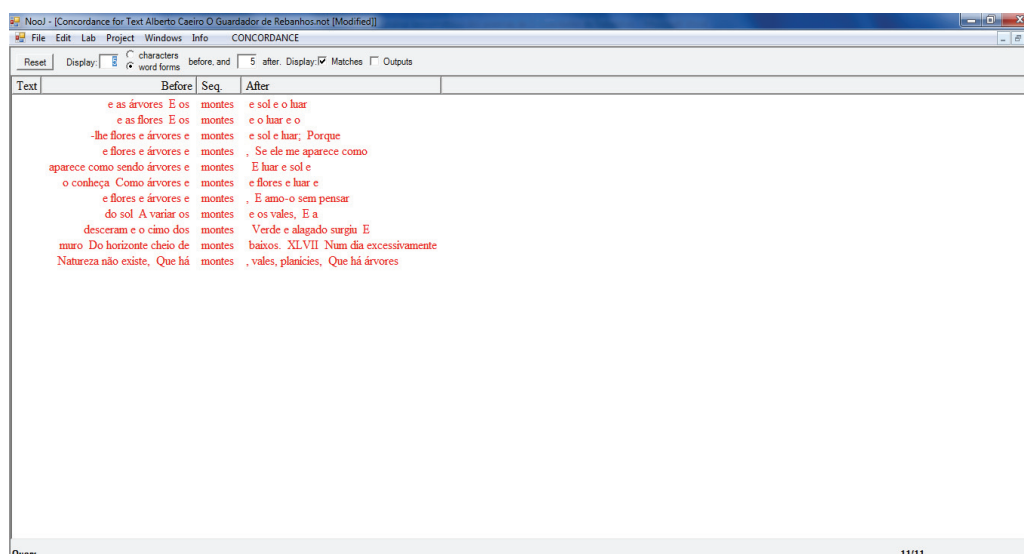 NooJ - [Concordance for Text Alberto Caeiro O Guardador de Rebanhos.not [Modified]]
File Edit Lab Project Windows Info CONCORDANCE
Reset Display: 5 characters word forms before, and 5 after. Display: Matches Outputs
Text Before Seq. After
e as árvores E os montes e sol e o luar
e as flores E os montes e o luar e o
-lhe flores e árvores e montes e sol e luar; Porque
e flores e árvores e montes , Se ele me aparece como
aparece como sendo árvores e montes E luar e sol e
o conheça Como árvores e montes e flores e luar e
e flores e árvores e montes , E amo-o sem pensar
do sol A variar os montes e os vales, E a
desceram e o cimo dos montes Verde e alagado surgiu E
muro Do horizonte cheio de montes baixos. XLVII Num dia excessivamente
Natureza não existe, Que há montes , vales, planicies, Que há árvores
11/11